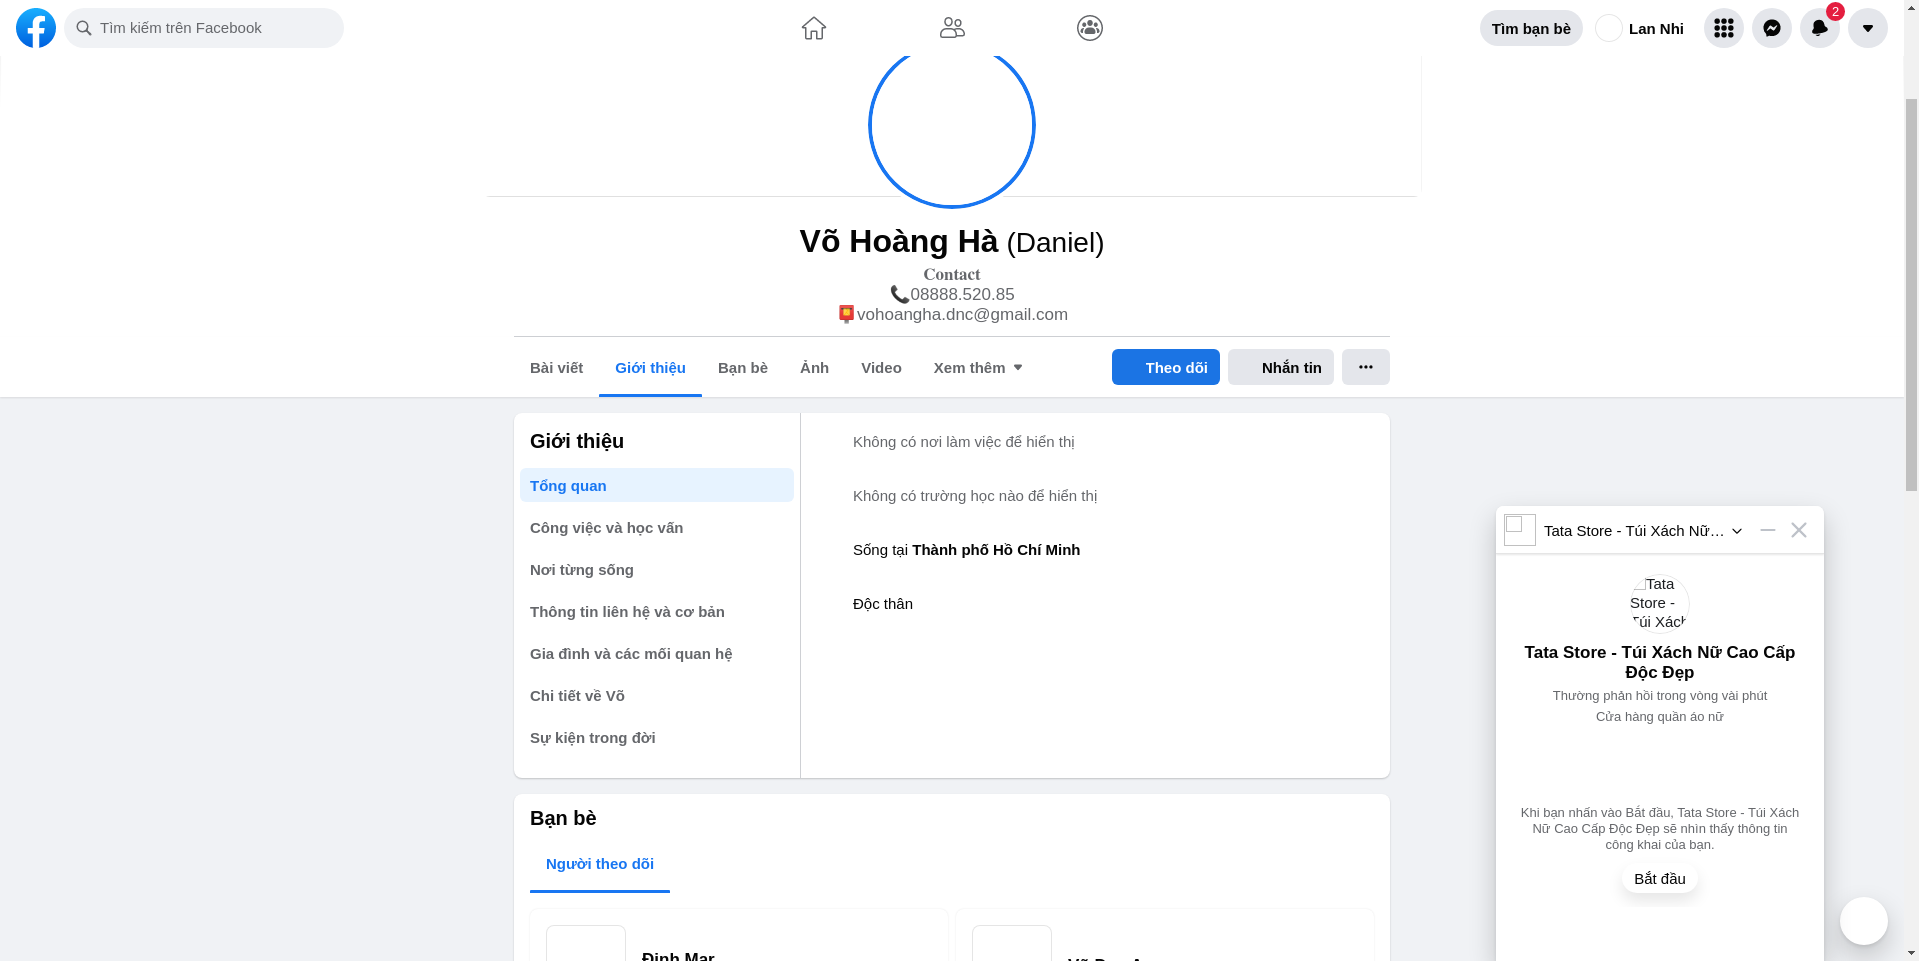 Tìm kiếm trên Facebook
Tìm bạn bè
Lan Nhi
2
Võ Hoàng Hà (Daniel)
Contact
📞08888.520.85
📮vohoangha.dnc@gmail.com
Bài viết
Giới thiệu
Bạn bè
Ảnh
Video
Xem thêm
Theo dõi
Nhắn tin
Giới thiệu
Tổng quan
Công việc và học vấn
Nơi từng sống
Thông tin liên hệ và cơ bản
Gia đình và các mối quan hệ
Chi tiết về Võ
Sự kiện trong đời
Không có nơi làm việc để hiển thị
Không có trường học nào để hiển thị
Sống tại Thành phố Hồ Chí Minh
Độc thân
Bạn bè
Người theo dõi
Tata Store - Túi Xách Nữ…
Tata
Store -
Túi Xách
Tata Store - Túi Xách Nữ Cao Cấp
Độc Đẹp
Thường phản hồi trong vòng vài phút
Cửa hàng quần áo nữ
Khi bạn nhấn vào Bắt đầu, Tata Store - Túi Xách
Nữ Cao Cấp Độc Đẹp sẽ nhìn thấy thông tin
công khai của bạn.
Bắt đầu